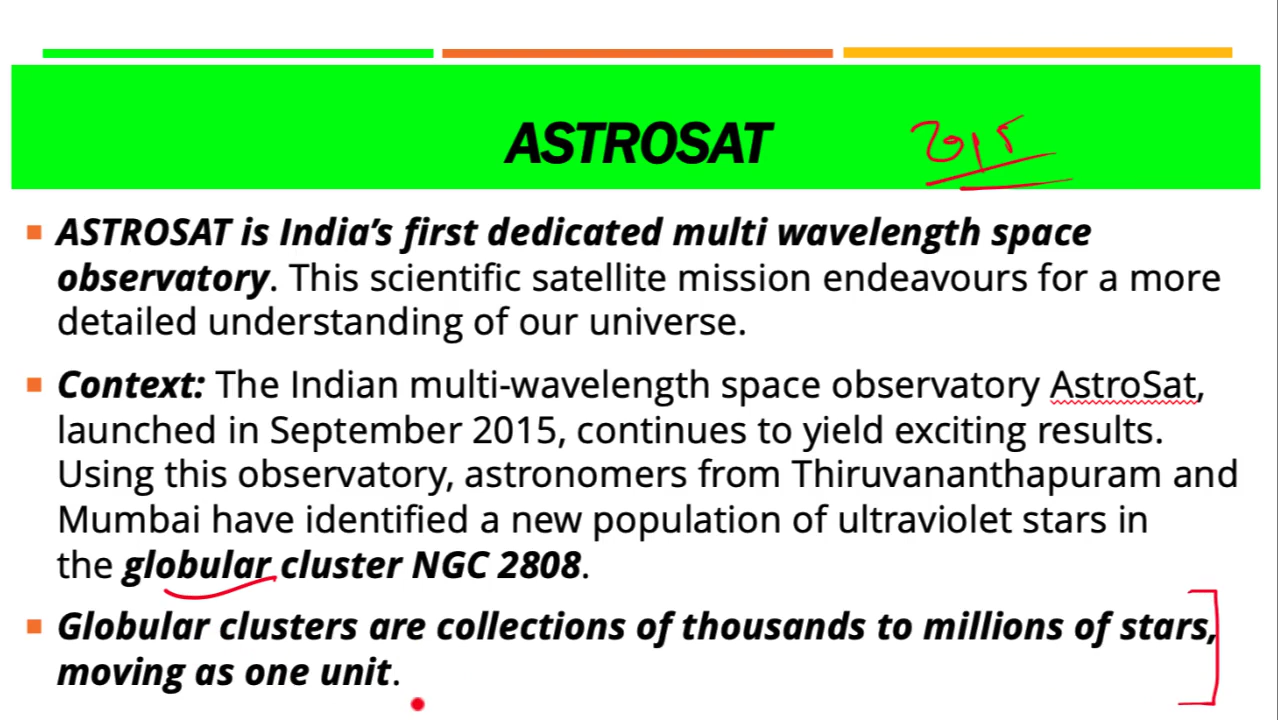 ASTROSAT 2015
ASTROSAT is India's first dedicated multi wavelength space
observatory. This scientific satellite mission endeavours for a more
detailed understanding of our universe.
Context: The Indian multi-wavelength space observatory AstroSat,
launched in September 2015, continues to yield exciting results.
Using this observatory, astronomers from Thiruvananthapuram and
Mumbai have identified a new population of ultraviolet stars in
the globular cluster NGC 2808.
Globular clusters are collections of thousands to millions of stars,
moving as one unit.